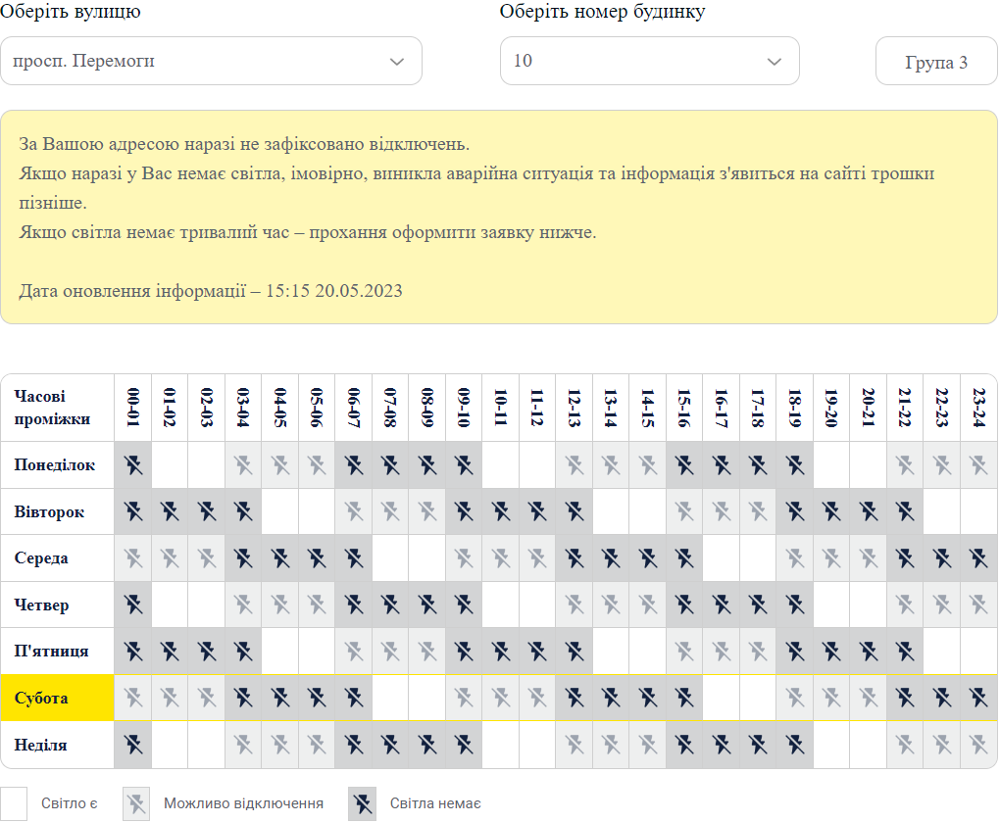 Оберіть вулицю
Оберіть номер будинку
просп. Перемоги
10
Група 3
За Вашою адресою наразі не зафіксовано відключень.
Якщо наразі у Вас немає світла, імовірно, виникла аварійна ситуація та інформація з'явиться на сайті трошки
пізніше.
Якщо світла немає тривалий час – прохання оформити заявку нижче.
Дата оновлення інформації – 15:15 20.05.2023
Часові
проміжки
00-01
01-02
02-03
03-04
04-05
05-06
06-07
07-08
08-09
09-10
10-11
11-12
12-13
13-14
14-15
15-16
16-17
17-18
18-19
19-20
20-21
21-22
22-23
23-24
Понеділок
Вівторок
Середа
Четвер
П'ятниця
Субота
Неділя
Світло є
Можливо відключення
Світла немає